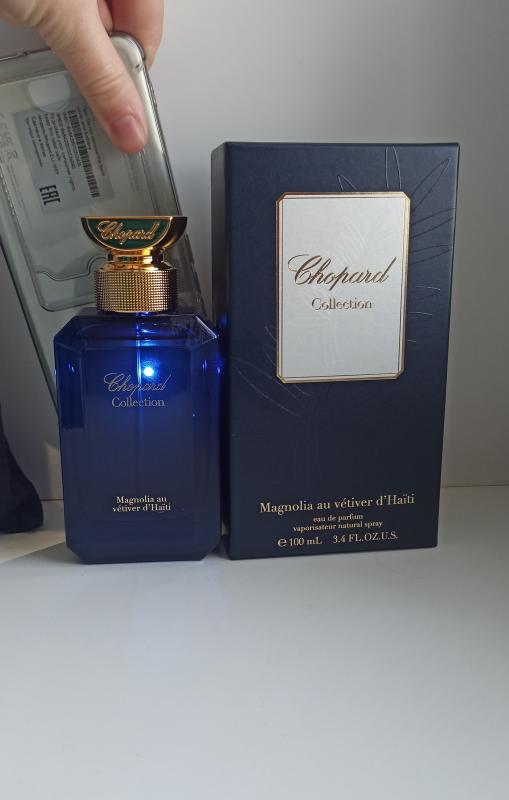 EAC
Chopard
Chopard
Collection
Magnolia au
vétiver d'Haïti
Chopard
Collection
Magnolia au vétiver d'Haïti
eau de parfum
vaporisateur natural spray
℮ 100 mL 3.4 FL.OZ.U.S.